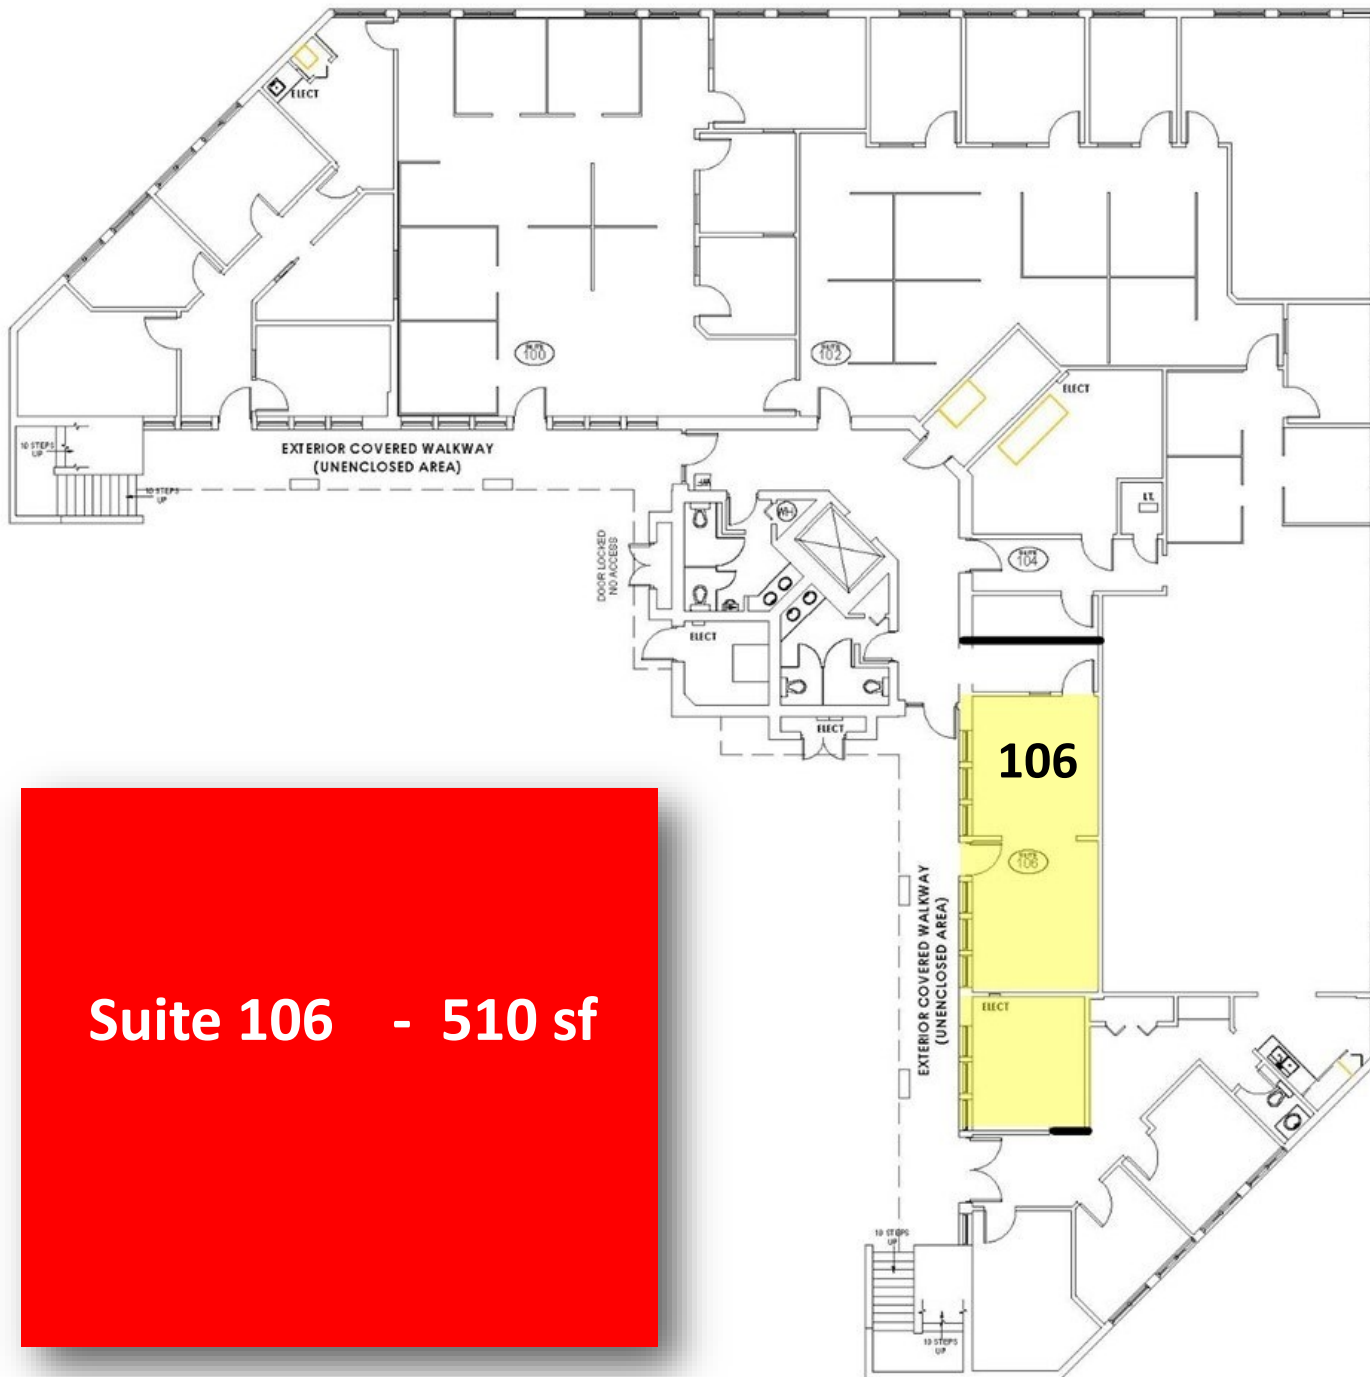 ELECT
SUITE
100
SUITE
102
ELECT
10 STEPS
UP
EXTERIOR COVERED WALKWAY
(UNENCLOSED AREA)
10 STEPS
UP
WH
I.T.
DOOR LOCKED
NO ACCESS
SUITE
104
ELECT
ELECT
106
SUITE
106
EXTERIOR COVERED WALKWAY
(UNENCLOSED AREA)
ELECT
Suite 106 - 510 sf
10 STEPS
UP
10 STEPS
UP